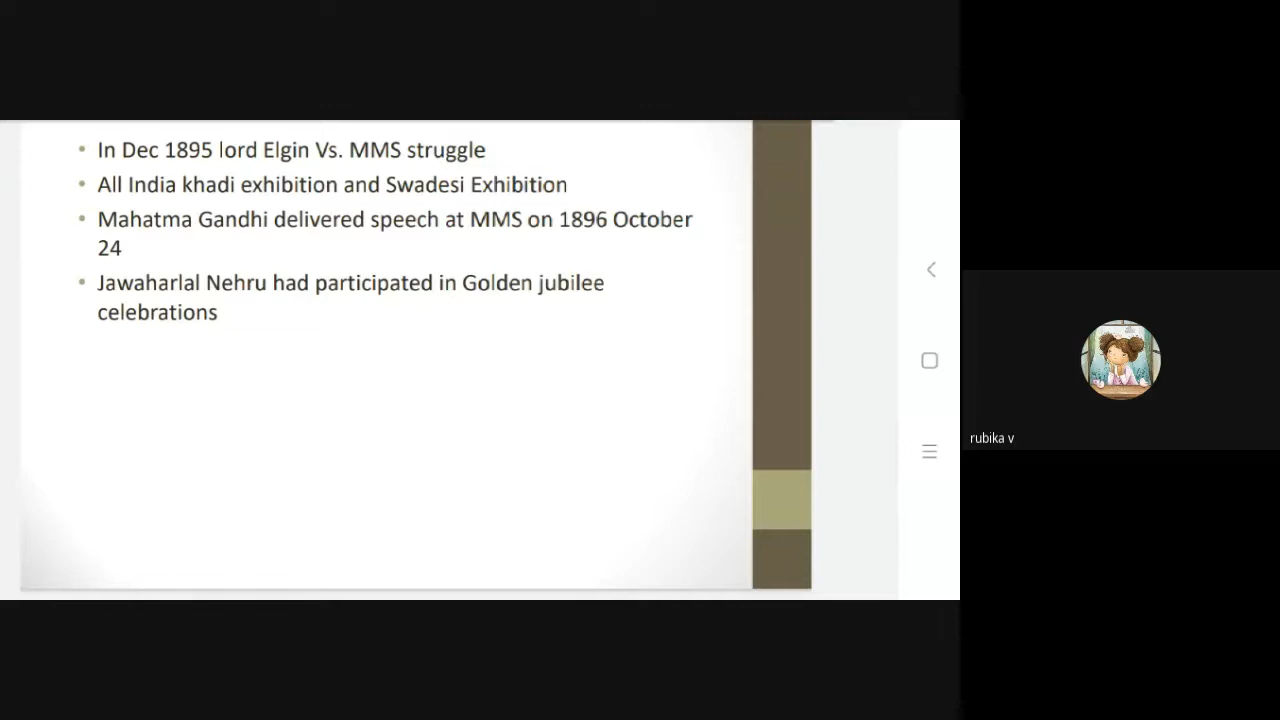 • In Dec 1895 lord Elgin Vs. MMS struggle
• All India khadi exhibition and Swadesi Exhibition
• Mahatma Gandhi delivered speech at MMS on 1896 October
24
• Jawaharlal Nehru had participated in Golden jubilee
celebrations
rubika v